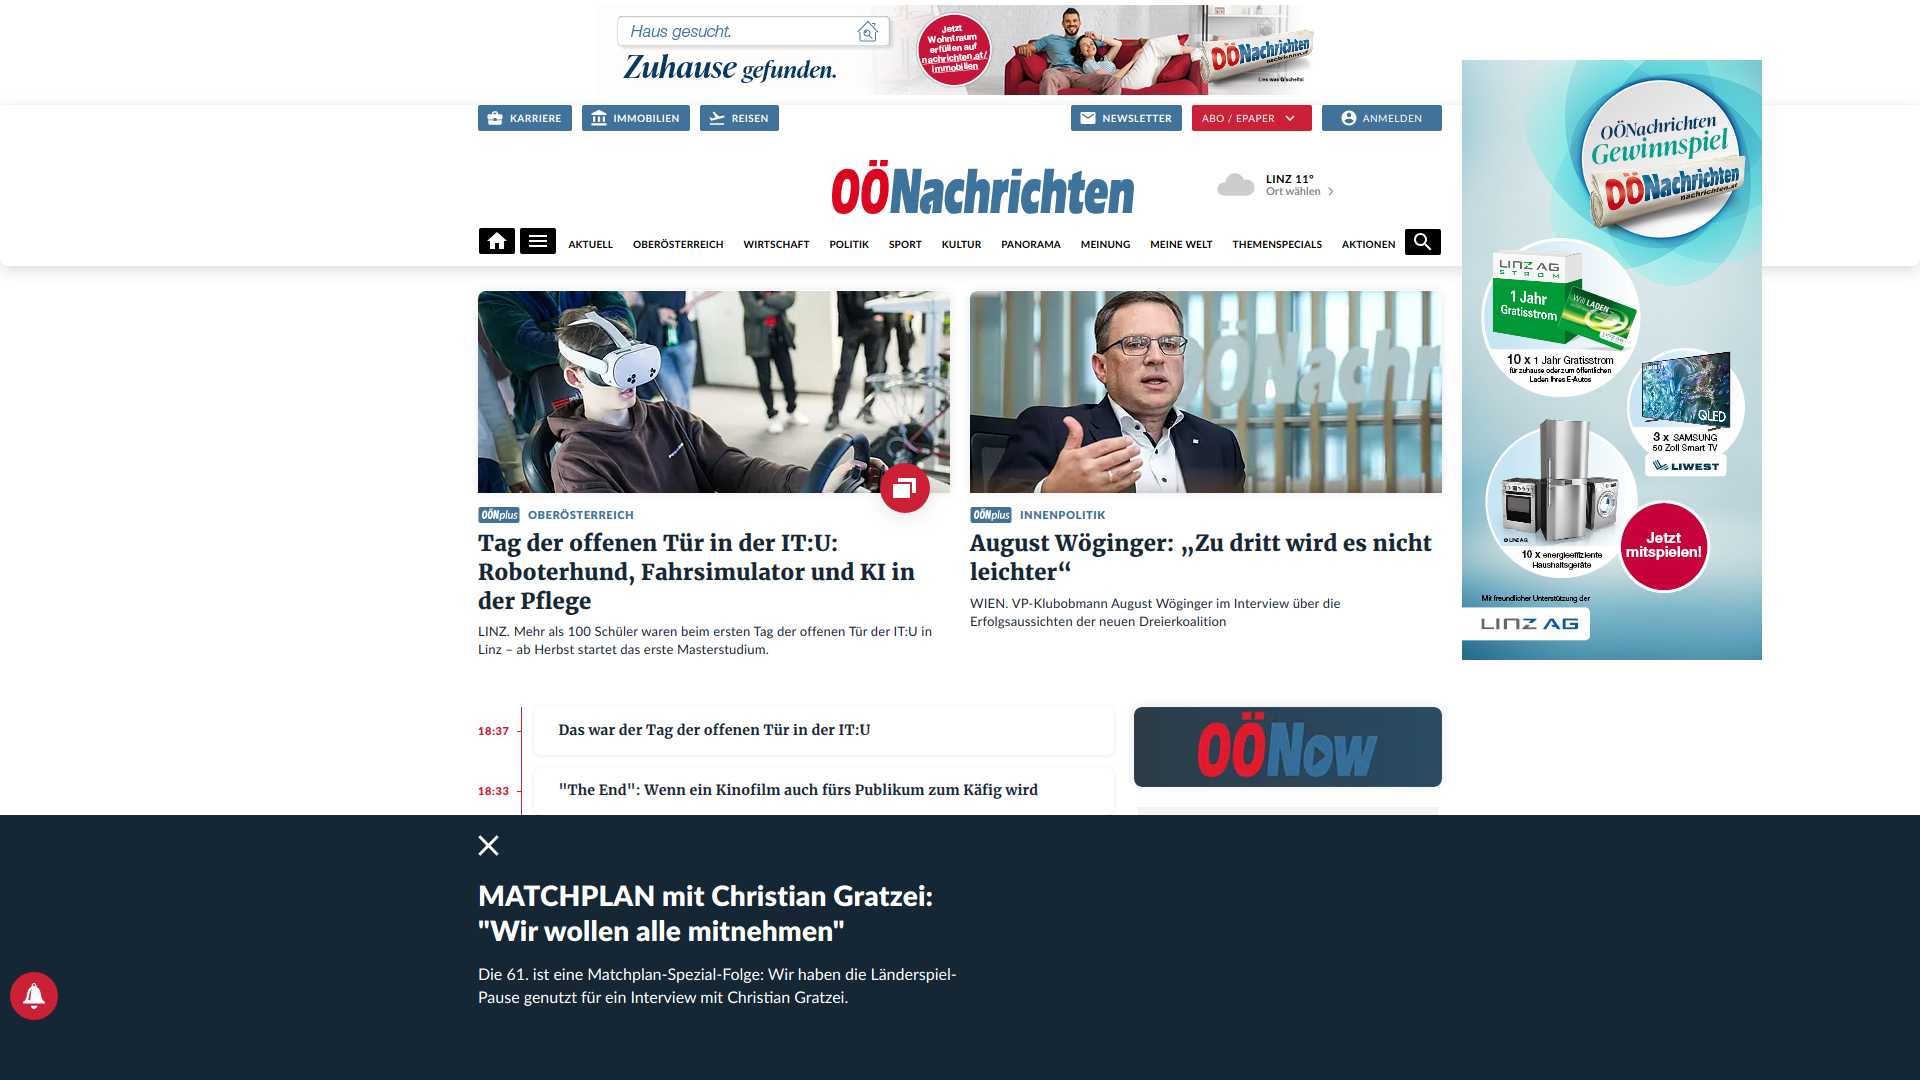 Haus gesucht.
Zuhause gefunden.
Jetzt
Wohntraum
erfüllen auf
nachrichten.at/
immobilien
OÖNachrichten
Lies was G'scheits!
KARRIERE
IMMOBILIEN
REISEN
NEWSLETTER
ABO / EPAPER
ANMELDEN
OÖNachrichten
LINZ 11°
Ort wählen
AKTUELL
OBERÖSTERREICH
WIRTSCHAFT
POLITIK
SPORT
KULTUR
PANORAMA
MEINUNG
MEINE WELT
THEMENSPECIALS
AKTIONEN
OÖNachrichten
Gewinnspiel
OÖNachrichten
nachrichten.at
LINZ AG
STROM
1 Jahr
Gratisstrom
Will LADEN
10 x 1 Jahr Gratisstrom
für zuhause oder zum öffentlichen
Laden Ihres E-Autos
QLED
3 x SAMSUNG
50 Zoll Smart TV
LIWEST
© LINZ AG
10 x energieeffiziente
Haushaltsgeräte
Jetzt
mitspielen!
Mit freundlicher Unterstützung der
LINZ AG
OÖNachr
OÖNplus OBERÖSTERREICH
Tag der offenen Tür in der IT:U:
Roboterhund, Fahrsimulator und KI in
der Pflege
LINZ. Mehr als 100 Schüler waren beim ersten Tag der offenen Tür der IT:U in
Linz – ab Herbst startet das erste Masterstudium.
OÖNplus INNENPOLITIK
August Wöginger: „Zu dritt wird es nicht
leichter“
WIEN. VP-Klubobmann August Wöginger im Interview über die
Erfolgsaussichten der neuen Dreierkoalition
18:37
Das war der Tag der offenen Tür in der IT:U
18:33
"The End": Wenn ein Kinofilm auch fürs Publikum zum Käfig wird
OÖNow
MATCHPLAN mit Christian Gratzei:
"Wir wollen alle mitnehmen"
Die 61. ist eine Matchplan-Spezial-Folge: Wir haben die Länderspiel-
Pause genutzt für ein Interview mit Christian Gratzei.